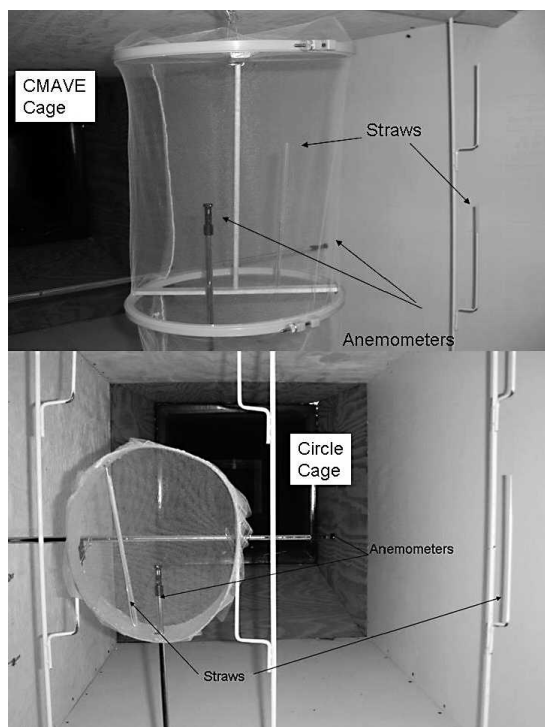 CMAVE
Cage
Straws
Anemometers
Circle
Cage
Anemometers
Straws